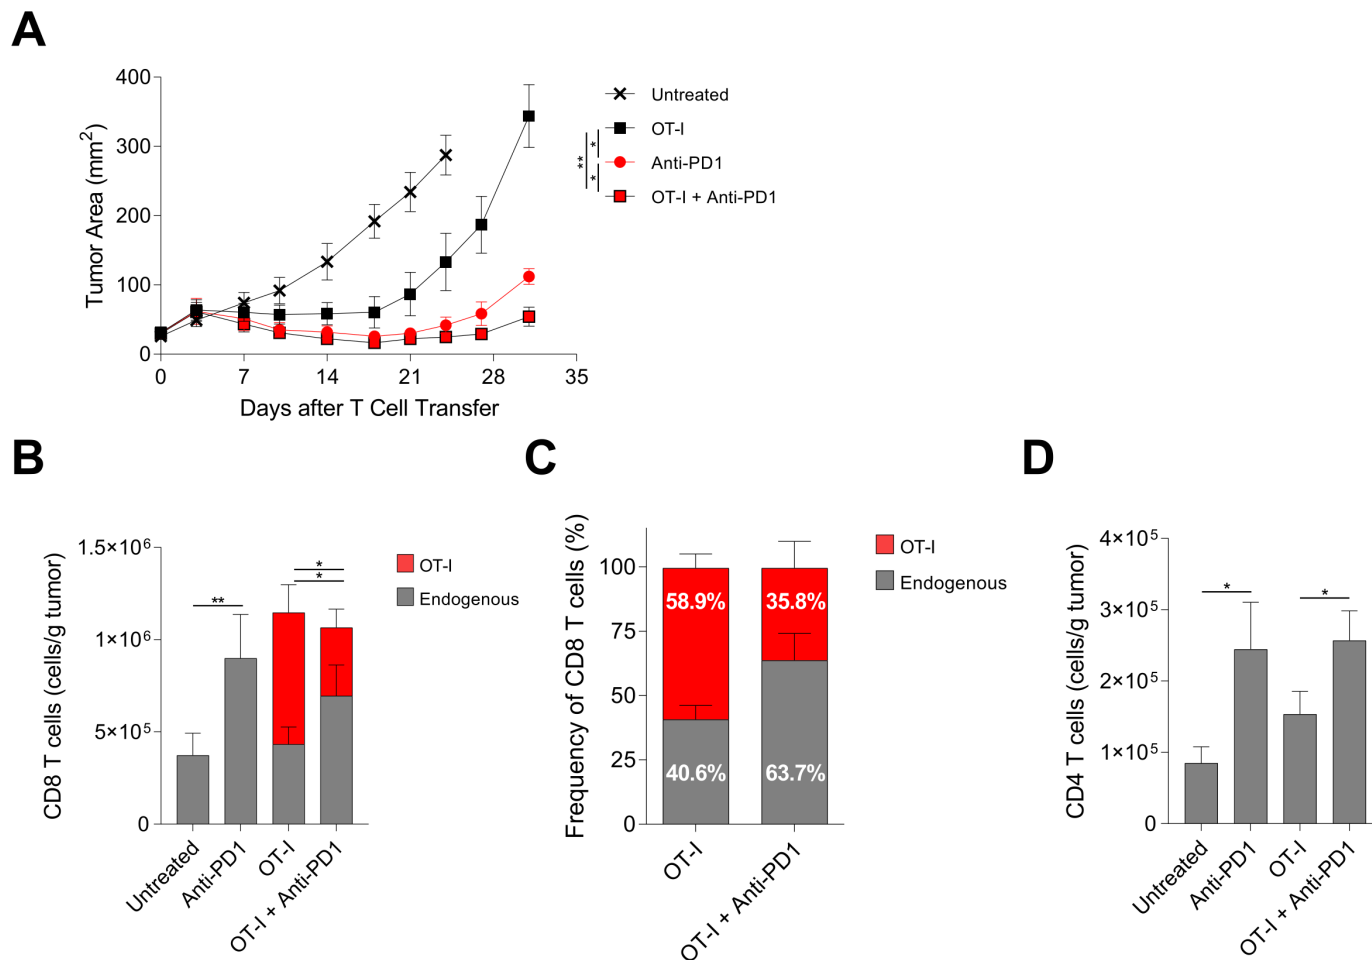 A
Tumor Area (mm²)
400
300
200
100
0
0 7 14 21 28 35
Days after T Cell Transfer
Untreated
OT-I
Anti-PD1
OT-I + Anti-PD1
**
*
*
B
CD8 T cells (cells/g tumor)
1.5×10⁶
1×10⁶
5×10⁵
0
**
*
*
Untreated
Anti-PD1
OT-I
OT-I + Anti-PD1
OT-I
Endogenous
C
Frequency of CD8 T cells (%)
100
75
50
25
0
58.9%
35.8%
40.6%
63.7%
OT-I
OT-I + Anti-PD1
OT-I
Endogenous
D
CD4 T cells (cells/g tumor)
4×10⁵
3×10⁵
2×10⁵
1×10⁵
0
*
*
Untreated
Anti-PD1
OT-I
OT-I + Anti-PD1